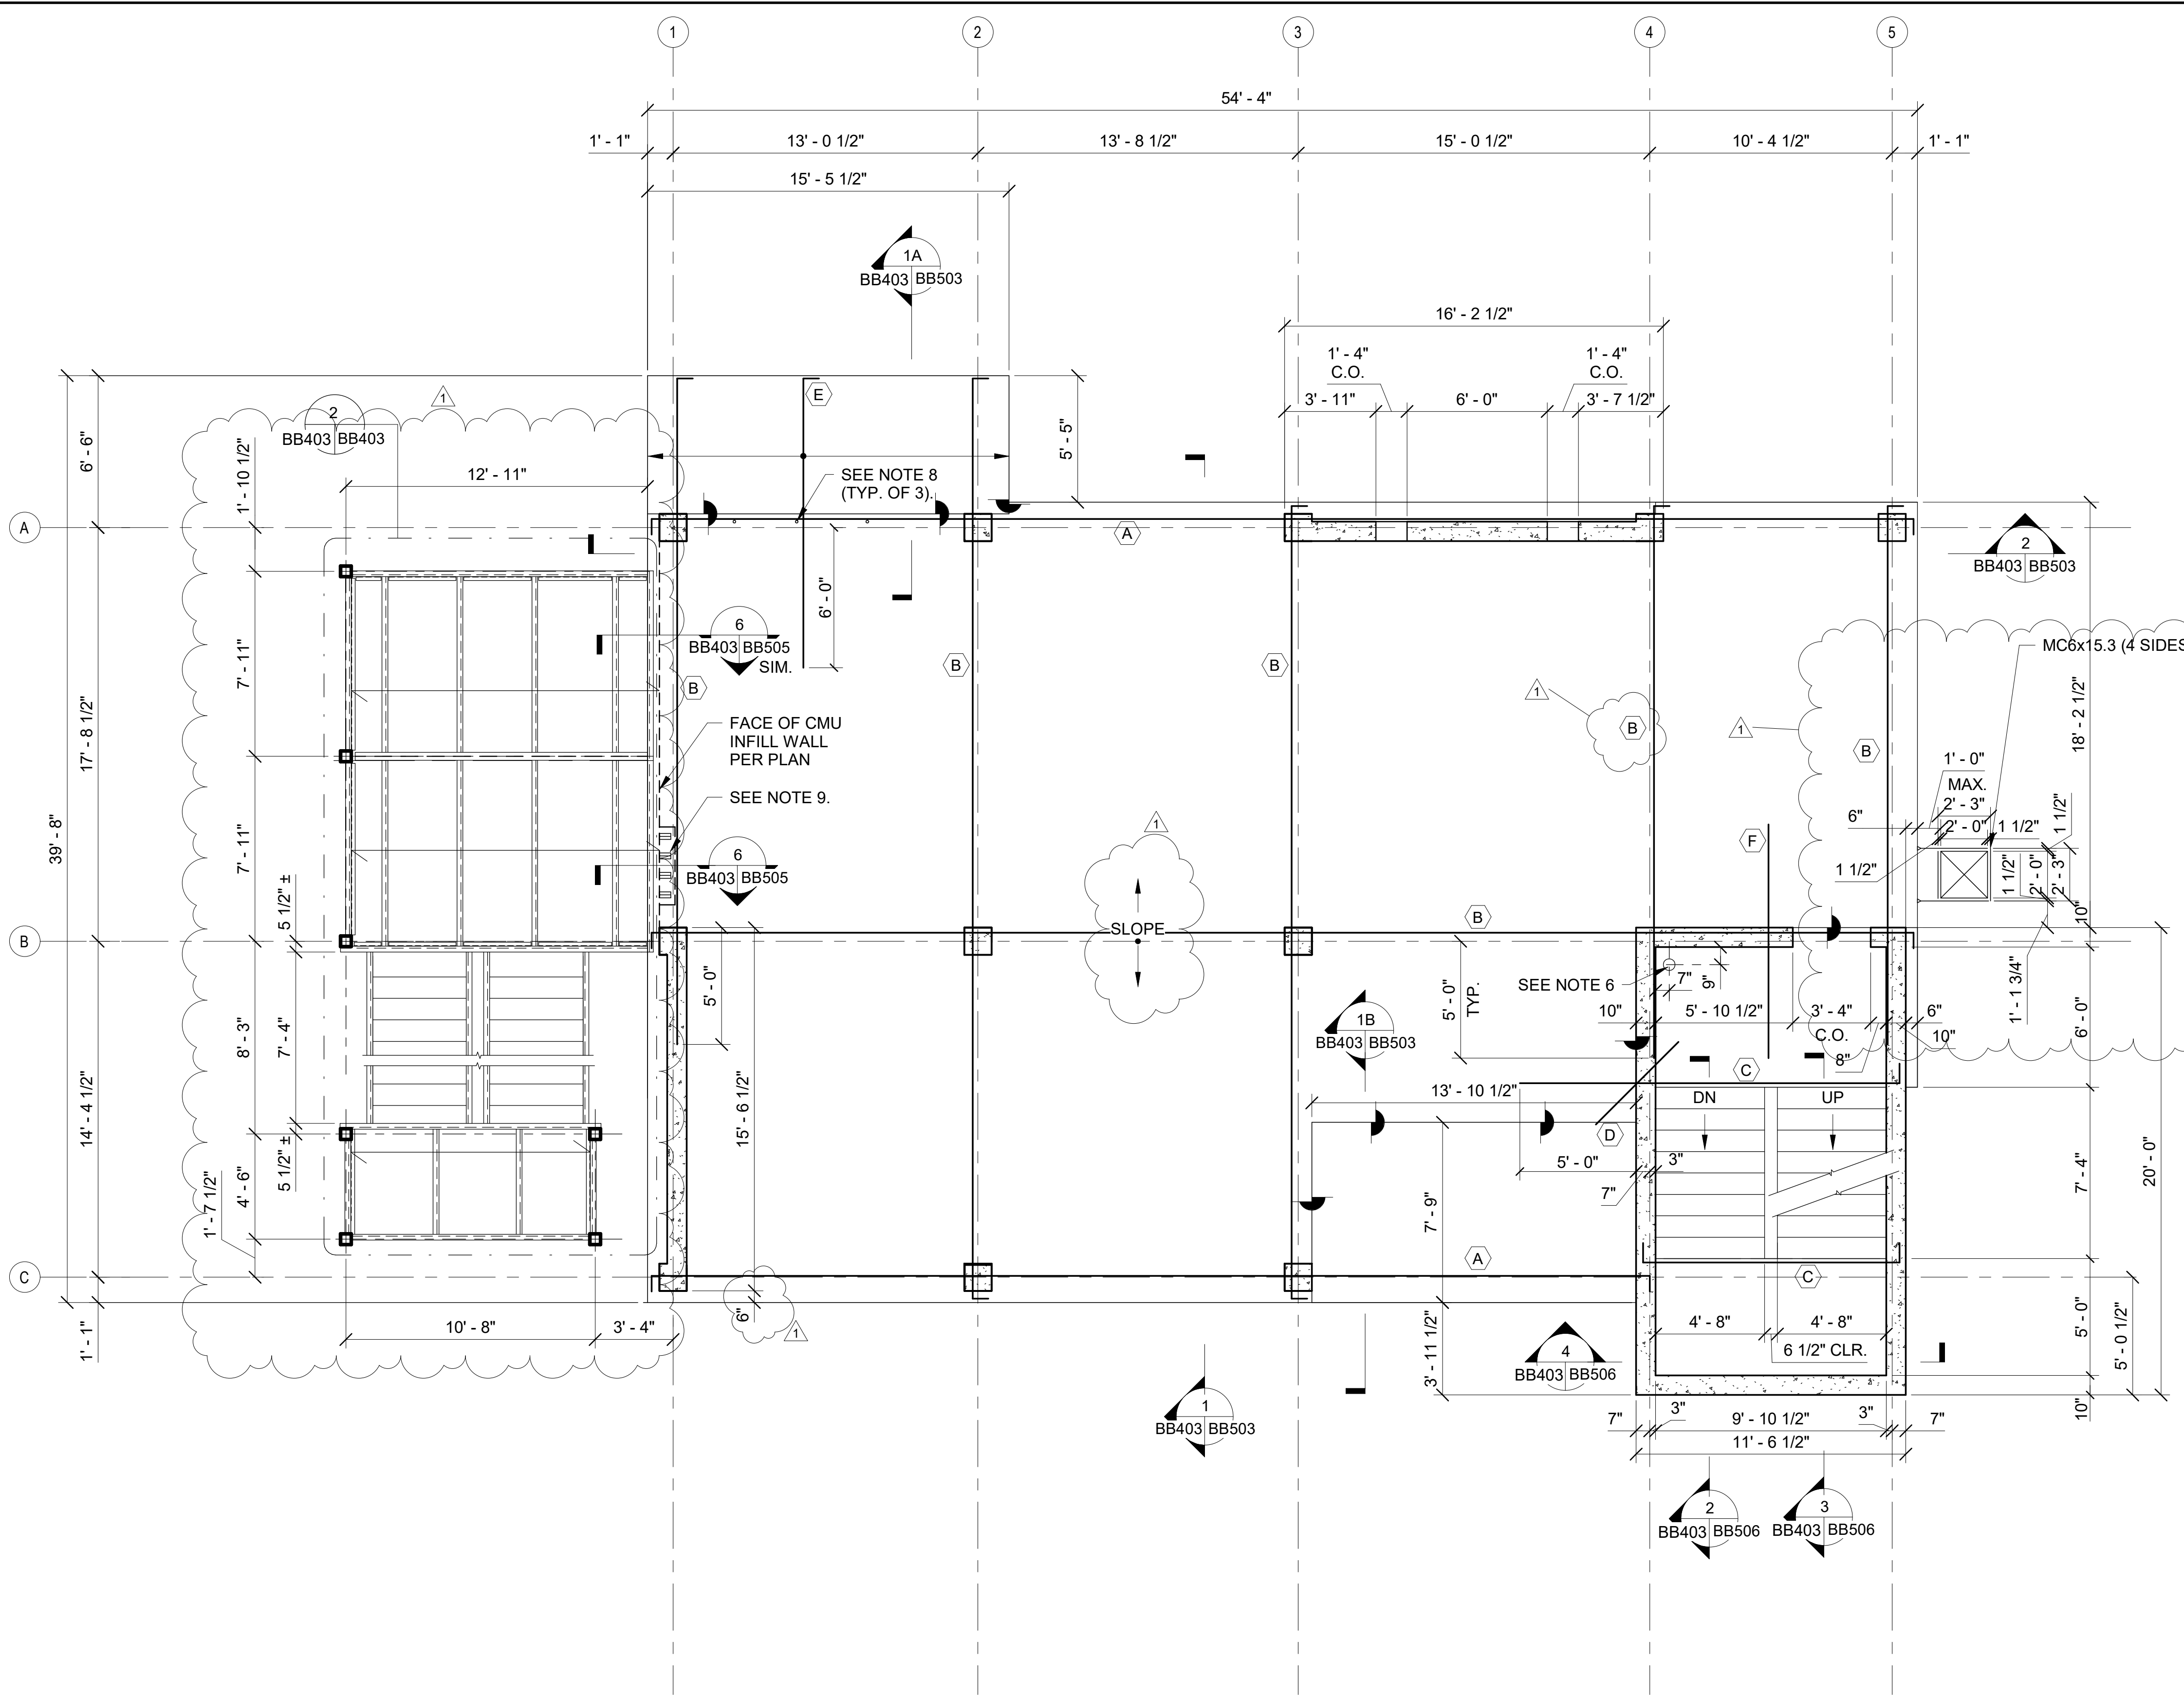 1
2
3
4
5
54' - 4"
1' - 1"
13' - 0 1/2"
13' - 8 1/2"
15' - 0 1/2"
10' - 4 1/2"
1' - 1"
15' - 5 1/2"
1A
BB403 BB503
16' - 2 1/2"
1' - 4"
C.O.
1' - 4"
C.O.
3' - 11"
6' - 0"
3' - 7 1/2"
1
2
BB403 BB403
E
5' - 5"
6' - 6"
1' - 10 1/2"
12' - 11"
SEE NOTE 8
(TYP. OF 3).
A
A
2
BB403 BB503
6' - 0"
6
BB403 BB505
SIM.
B
B
B
1
B
1
B
MC6x15.3 (4 SIDES
39' - 8"
17' - 8 1/2"
7' - 11"
18' - 2 1/2"
FACE OF CMU
INFILL WALL
PER PLAN
SEE NOTE 9.
1' - 0"
MAX.
2' - 3"
6"
2' - 0"
1 1/2"
1 1/2"
1 1/2"
1 1/2"
2' - 0"
2' - 3"
1
F
7' - 11"
6
BB403 BB505
5 1/2" ±
10"
B
SLOPE
B
5' - 0"
5' - 0"
TYP.
SEE NOTE 6
7"
9"
10"
5' - 10 1/2"
3' - 4"
C.O.
8"
6"
10"
1' - 1 3/4"
6' - 0"
1B
BB403 BB503
8' - 3"
7' - 4"
14' - 4 1/2"
15' - 6 1/2"
13' - 10 1/2"
C
DN
UP
D
5' - 0"
3"
7"
7' - 4"
20' - 0"
5 1/2" ±
4' - 6"
1' - 7 1/2"
7' - 9"
A
C
C
1' - 1"
10' - 8"
3' - 4"
6"
1
3' - 11 1/2"
4
BB403 BB506
4' - 8"
4' - 8"
6 1/2" CLR.
5' - 0"
5' - 0 1/2"
1
BB403 BB503
7"
3"
9' - 10 1/2"
3"
7"
10"
11' - 6 1/2"
2
BB403 BB506
3
BB403 BB506